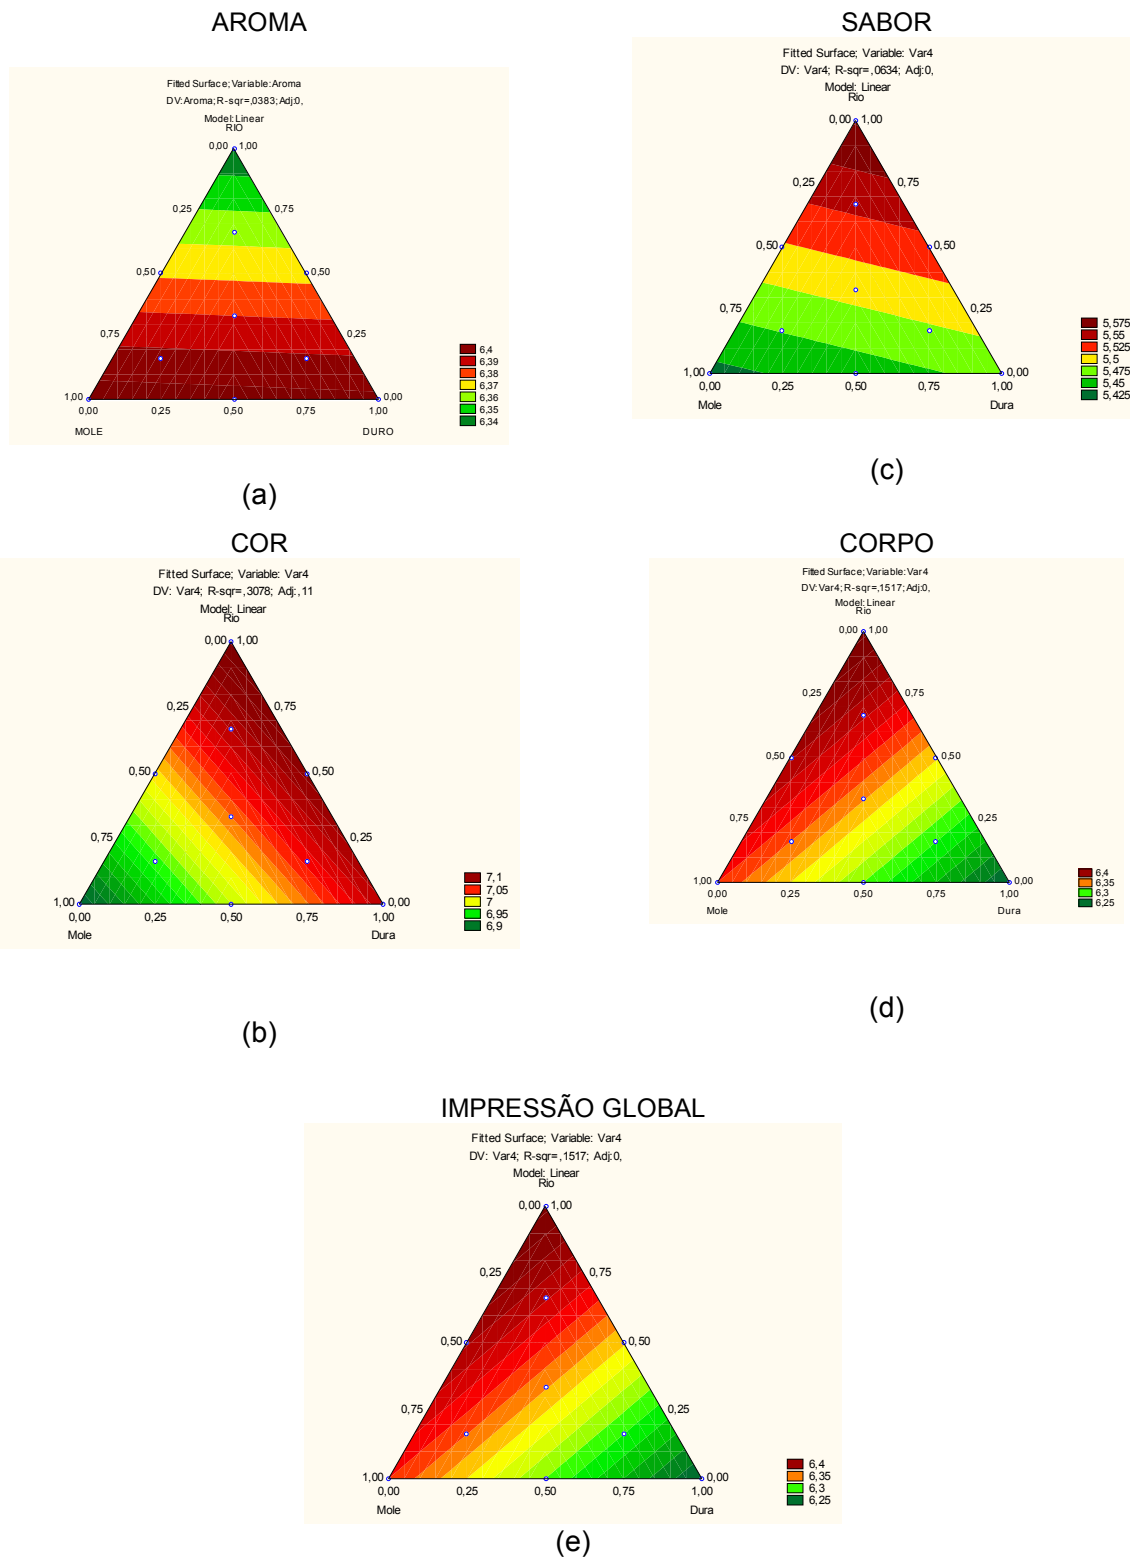 AROMA
Fitted Surface; Variable: Aroma
DV: Aroma; R-sqr=,0383; Adj:0,
Model: Linear
RIO
0,00 1,00
0,25 0,75
0,50 0,50
0,75 0,25
1,00 0,00
0,00 0,25 0,50 0,75 1,00
MOLE DURO
6,4
6,39
6,38
6,37
6,36
6,35
6,34
(a)
SABOR
Fitted Surface; Variable: Var4
DV: Var4; R-sqr=,0634; Adj:0,
Model: Linear
Rio
0,00 1,00
0,25 0,75
0,50 0,50
0,75 0,25
1,00 0,00
0,00 0,25 0,50 0,75 1,00
Mole Dura
5,575
5,55
5,525
5,5
5,475
5,45
5,425
(c)
COR
Fitted Surface; Variable: Var4
DV: Var4; R-sqr=,3078; Adj:,11
Model: Linear
Rio
0,00 1,00
0,25 0,75
0,50 0,50
0,75 0,25
1,00 0,00
0,00 0,25 0,50 0,75 1,00
Mole Dura
7,1
7,05
7
6,95
6,9
(b)
CORPO
Fitted Surface; Variable: Var4
DV: Var4; R-sqr=,1517; Adj:0,
Model: Linear
Rio
0,00 1,00
0,25 0,75
0,50 0,50
0,75 0,25
1,00 0,00
0,00 0,25 0,50 0,75 1,00
Mole Dura
6,4
6,35
6,3
6,25
(d)
IMPRESSÃO GLOBAL
Fitted Surface; Variable: Var4
DV: Var4; R-sqr=,1517; Adj:0,
Model: Linear
Rio
0,00 1,00
0,25 0,75
0,50 0,50
0,75 0,25
1,00 0,00
0,00 0,25 0,50 0,75 1,00
Mole Dura
6,4
6,35
6,3
6,25
(e)